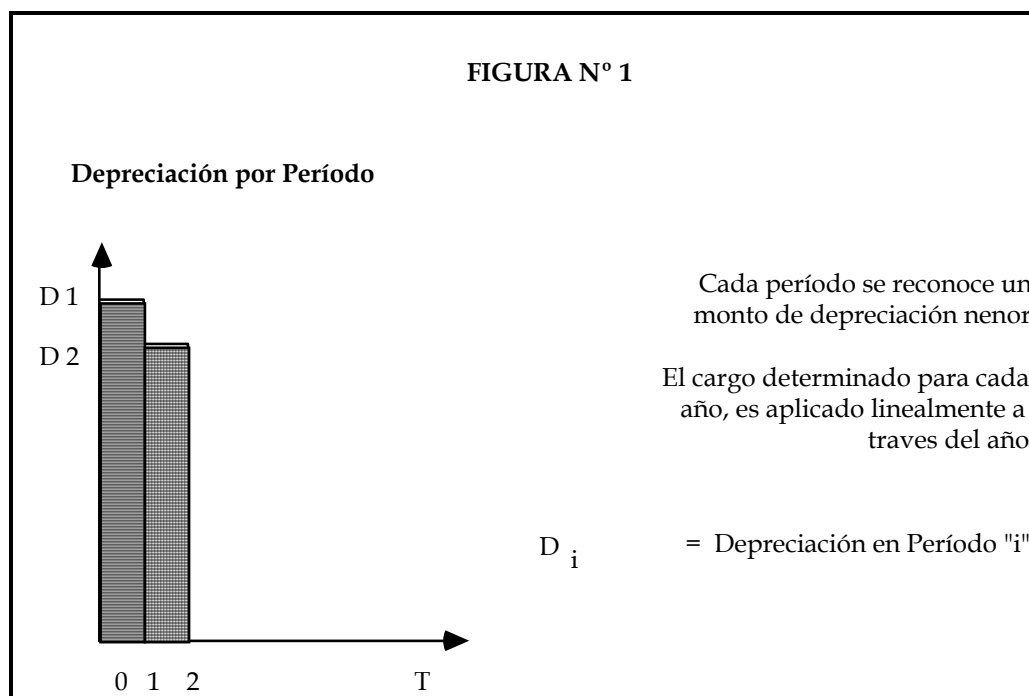 FIGURA Nº 1
Depreciación por Período
D 1
D 2
0 1 2 T
Cada período se reconoce un
monto de depreciación nenor
El cargo determinado para cada
año, es aplicado linealmente a
traves del año
D i = Depreciación en Período "i"